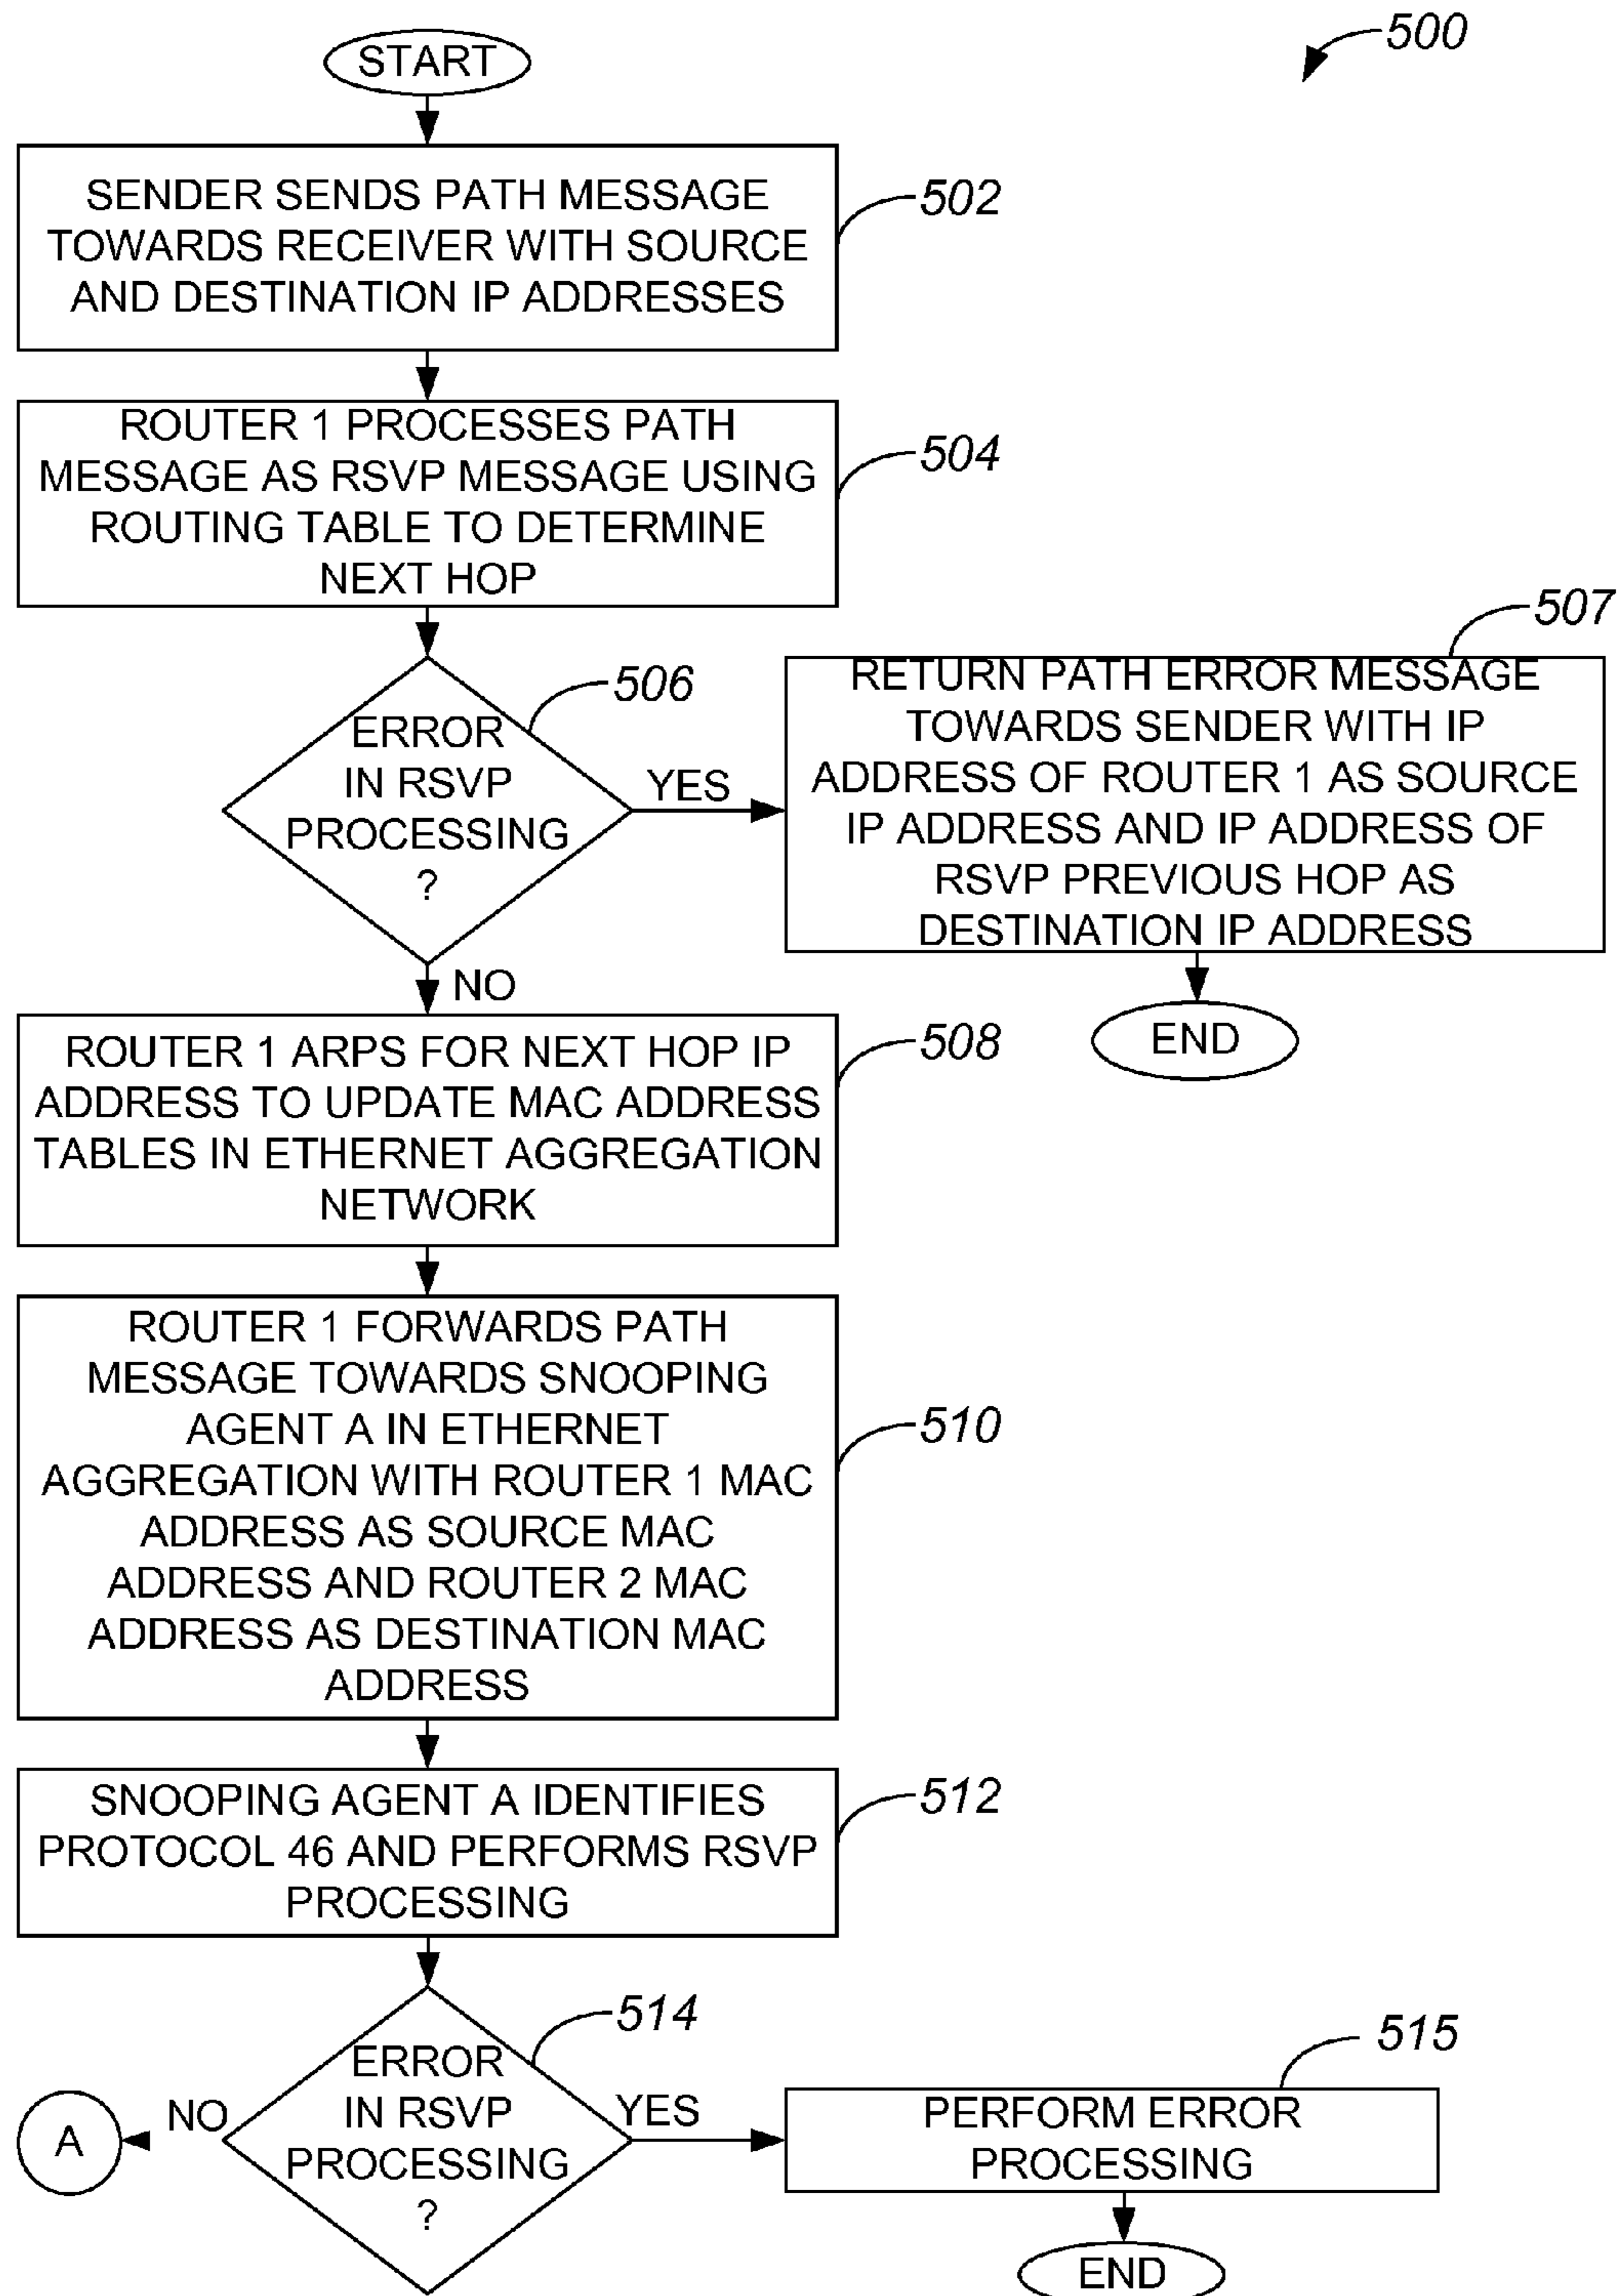 500
START
SENDER SENDS PATH MESSAGE
TOWARDS RECEIVER WITH SOURCE
AND DESTINATION IP ADDRESSES
502
ROUTER 1 PROCESSES PATH
MESSAGE AS RSVP MESSAGE USING
ROUTING TABLE TO DETERMINE
NEXT HOP
504
ERROR
IN RSVP
PROCESSING
?
506
YES
507
RETURN PATH ERROR MESSAGE
TOWARDS SENDER WITH IP
ADDRESS OF ROUTER 1 AS SOURCE
IP ADDRESS AND IP ADDRESS OF
RSVP PREVIOUS HOP AS
DESTINATION IP ADDRESS
END
NO
ROUTER 1 ARPS FOR NEXT HOP IP
ADDRESS TO UPDATE MAC ADDRESS
TABLES IN ETHERNET AGGREGATION
NETWORK
508
ROUTER 1 FORWARDS PATH
MESSAGE TOWARDS SNOOPING
AGENT A IN ETHERNET
AGGREGATION WITH ROUTER 1 MAC
ADDRESS AS SOURCE MAC
ADDRESS AND ROUTER 2 MAC
ADDRESS AS DESTINATION MAC
ADDRESS
510
SNOOPING AGENT A IDENTIFIES
PROTOCOL 46 AND PERFORMS RSVP
PROCESSING
512
ERROR
IN RSVP
PROCESSING
?
514
NO
A
YES
515
PERFORM ERROR
PROCESSING
END